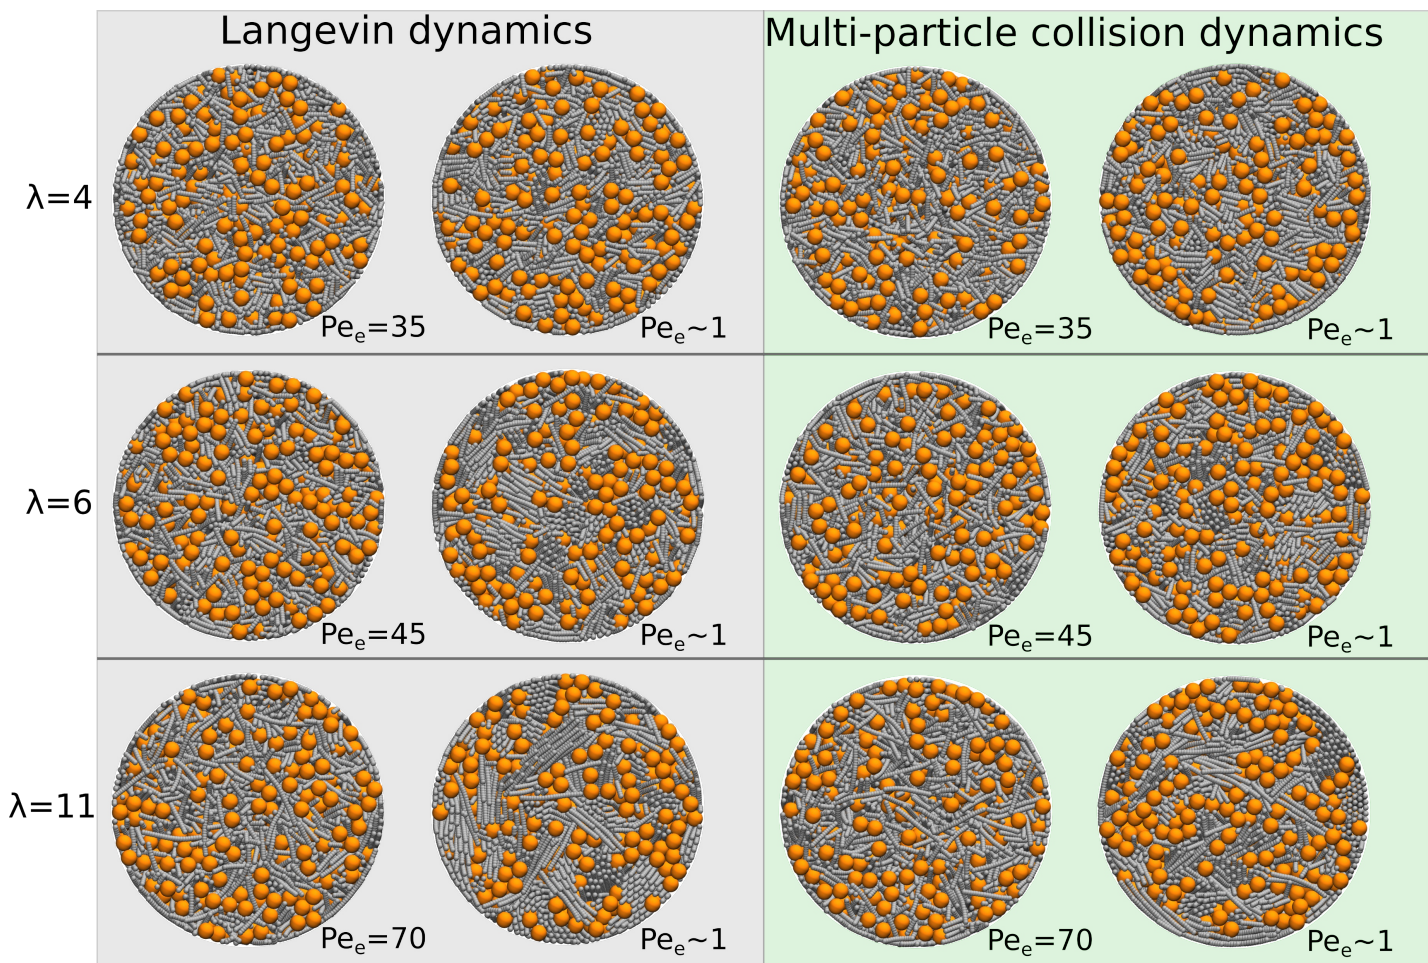 Langevin dynamics
Multi-particle collision dynamics
λ=4
Peₑ=35
Peₑ~1
Peₑ=35
Peₑ~1
λ=6
Peₑ=45
Peₑ~1
Peₑ=45
Peₑ~1
λ=11
Peₑ=70
Peₑ~1
Peₑ=70
Peₑ~1